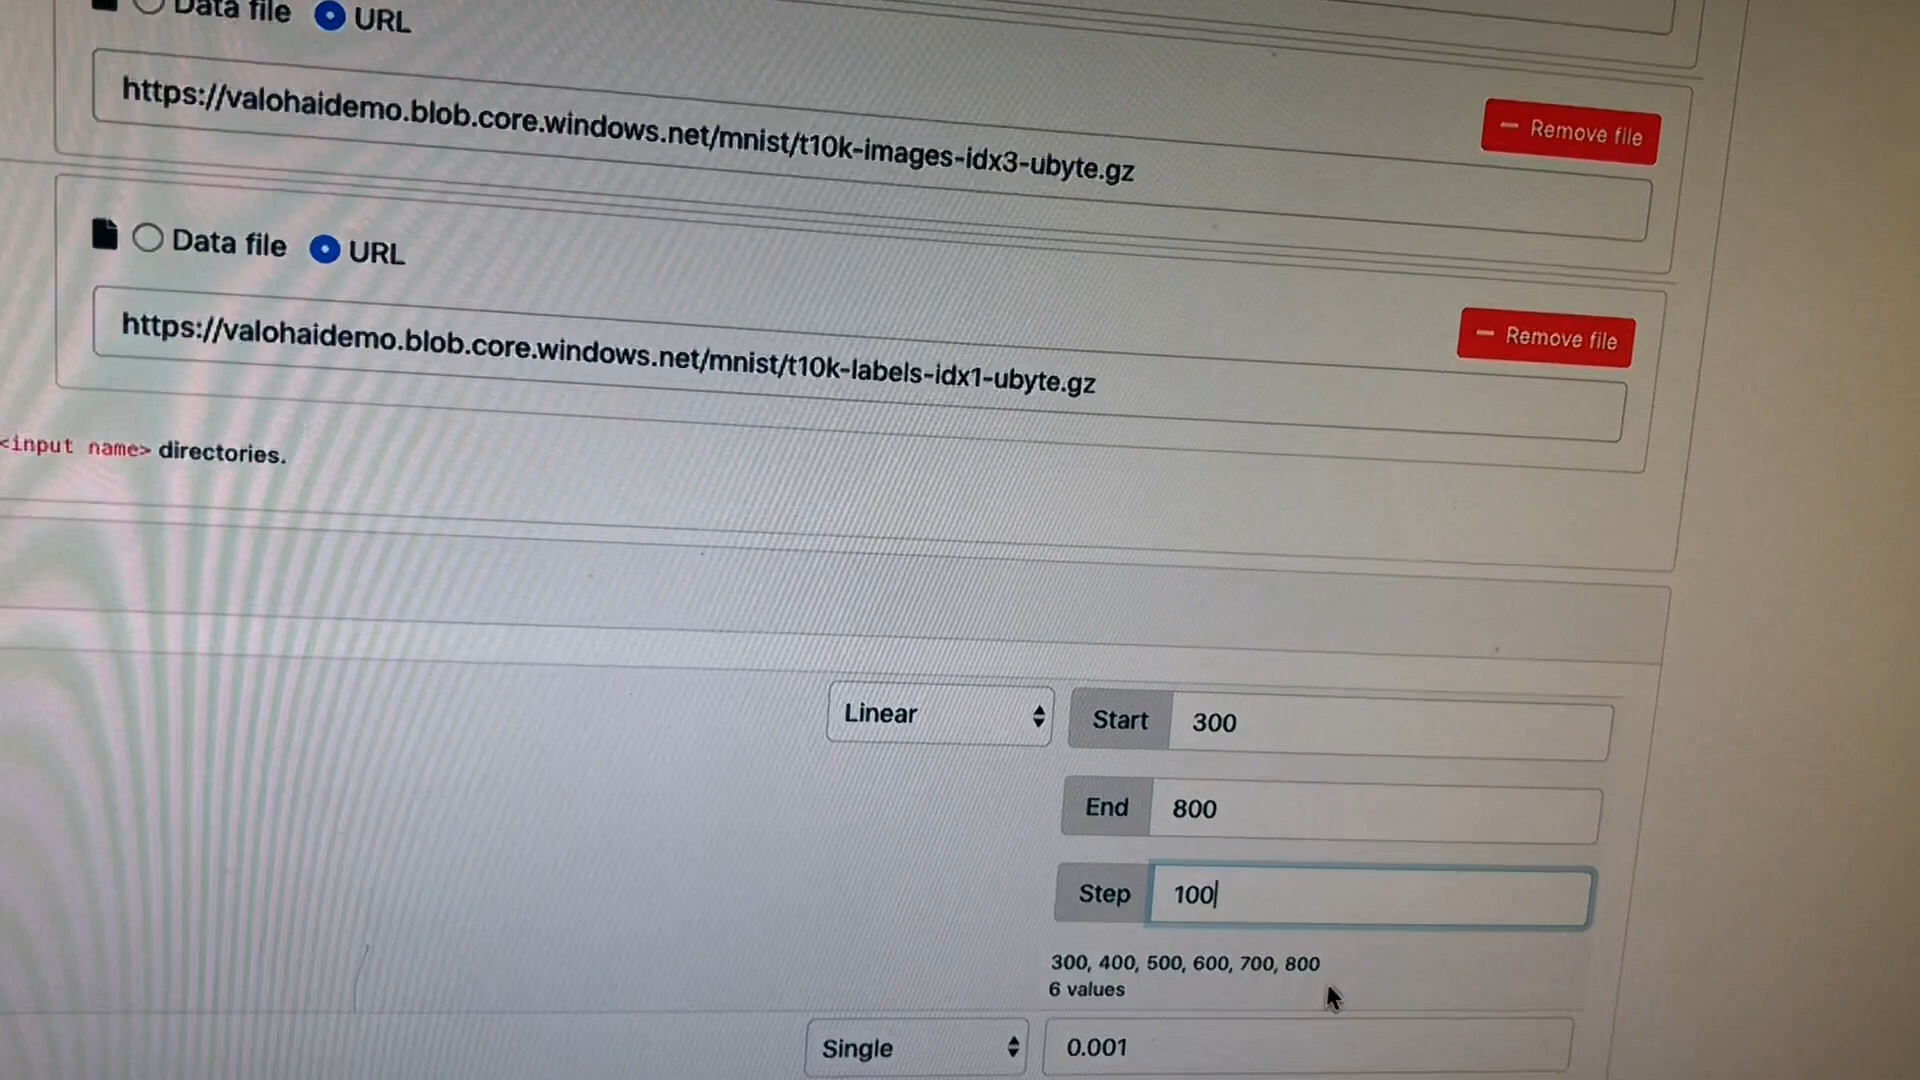 Data file URL
https://valohaidemo.blob.core.windows.net/mnist/t10k-images-idx3-ubyte.gz
Remove file
Data file URL
https://valohaidemo.blob.core.windows.net/mnist/t10k-labels-idx1-ubyte.gz
Remove file
<input name> directories.
Linear Start 300
End 800
Step 100
300, 400, 500, 600, 700, 800
6 values
Single 0.001